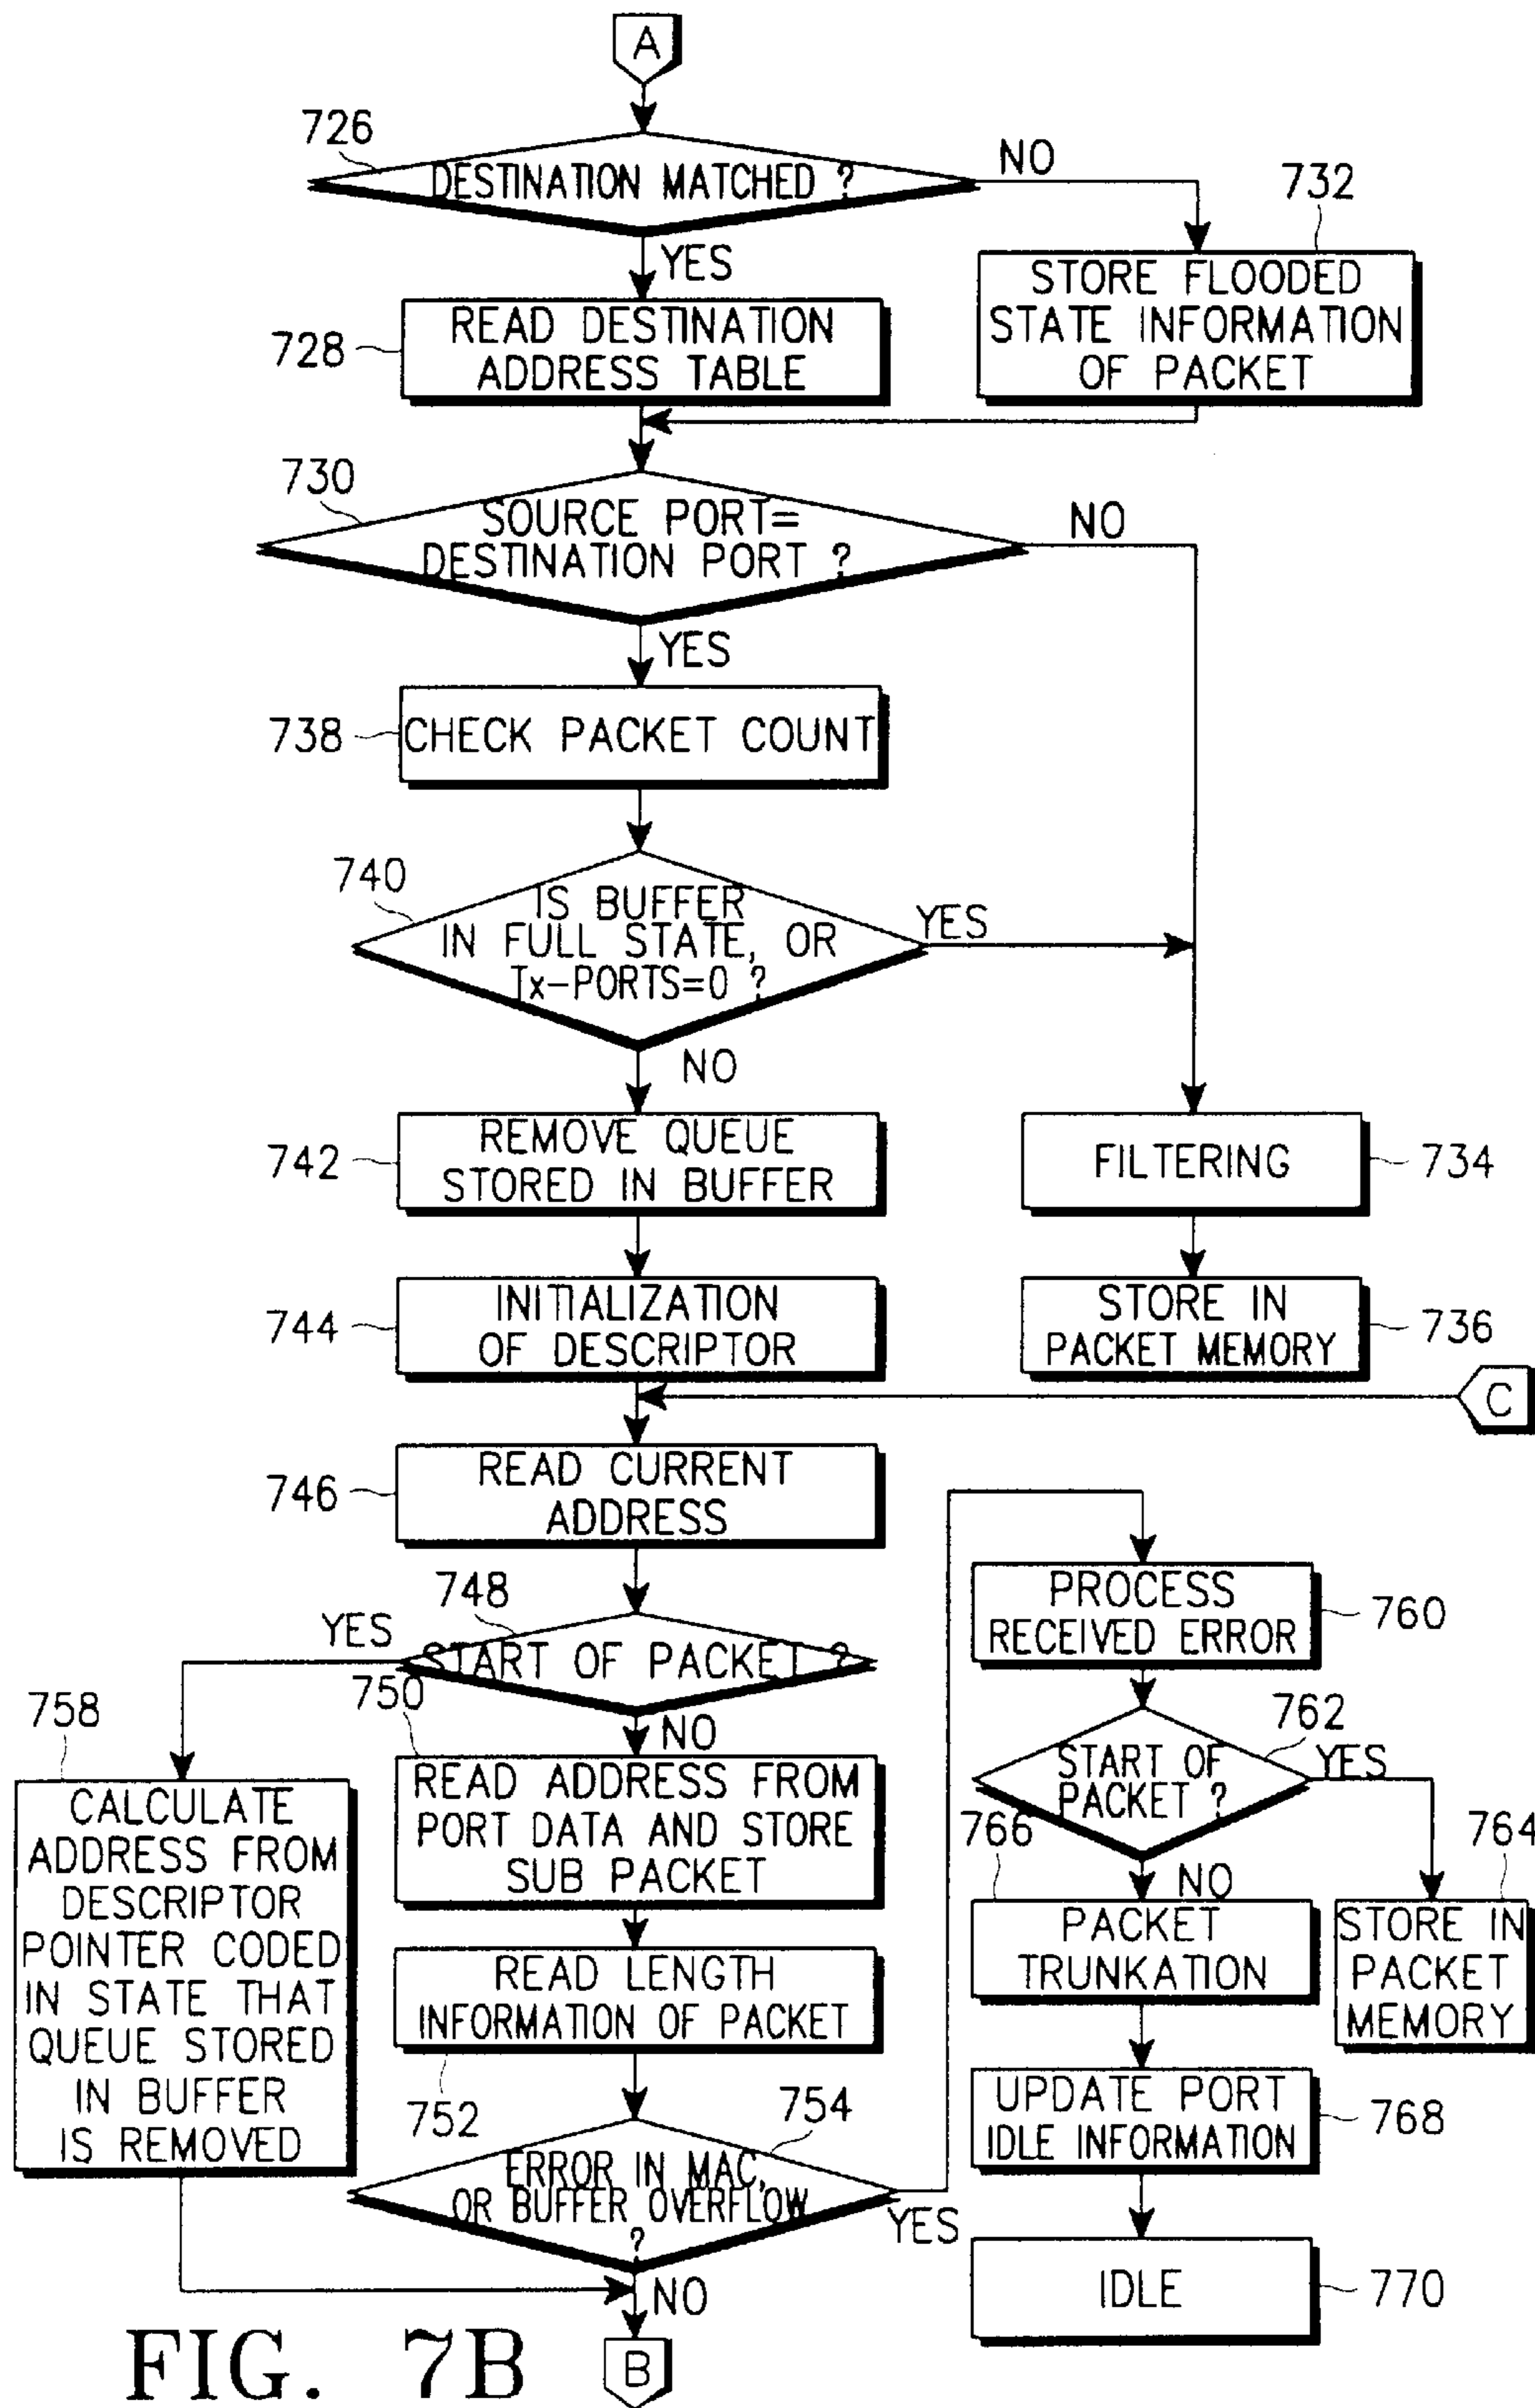 A
726
DESTINATION MATCHED ?
NO
732
YES
STORE FLOODED
STATE INFORMATION
OF PACKET
728
READ DESTINATION
ADDRESS TABLE
730
SOURCE PORT=
DESTINATION PORT ?
NO
YES
738
CHECK PACKET COUNT
740
IS BUFFER
IN FULL STATE, OR
Tx-PORTS=0 ?
YES
NO
742
REMOVE QUEUE
STORED IN BUFFER
FILTERING
734
744
INITIALIZATION
OF DESCRIPTOR
STORE IN
PACKET MEMORY
736
C
746
READ CURRENT
ADDRESS
748
YES
START OF PACKET ?
NO
758
CALCULATE
ADDRESS FROM
DESCRIPTOR
POINTER CODED
IN STATE THAT
QUEUE STORED
IN BUFFER
IS REMOVED
750
READ ADDRESS FROM
PORT DATA AND STORE
SUB PACKET
READ LENGTH
INFORMATION OF PACKET
752
754
ERROR IN MAC,
OR BUFFER OVERFLOW
?
YES
NO
B
PROCESS
RECEIVED ERROR
760
762
START OF
PACKET ?
YES
NO
764
STORE IN
PACKET
MEMORY
766
PACKET
TRUNKATION
UPDATE PORT
IDLE INFORMATION
768
IDLE
770
FIG. 7B